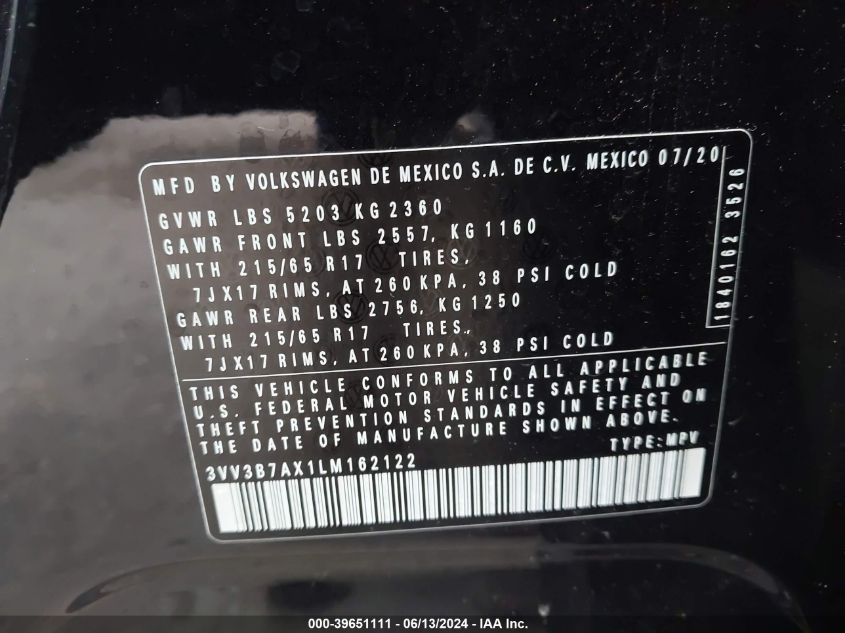 MFD BY VOLKSWAGEN DE MEXICO S.A. DE C.V. MEXICO 07/20
GVWR LBS 5203 KG 2360
GAWR FRONT LBS 2557, KG 1160
WITH 215/65 R17 TIRES,
7JX17 RIMS, AT 260 KPA, 38 PSI COLD
GAWR REAR LBS 2756, KG 1250
WITH 215/65 R17 TIRES.,
7JX17 RIMS, AT 260 KPA, 38 PSI COLD
1840162 3526
THIS VEHICLE CONFORMS TO ALL APPLICABLE
U.S. FEDERAL MOTOR VEHICLE SAFETY AND
THEFT PREVENTION STANDARDS IN EFFECT ON
THE DATE OF MANUFACTURE SHOWN ABOVE.
TYPE: MPV
3VV3B7AX1LM162122
000-39651111 - 06/13/2024 - IAA Inc.